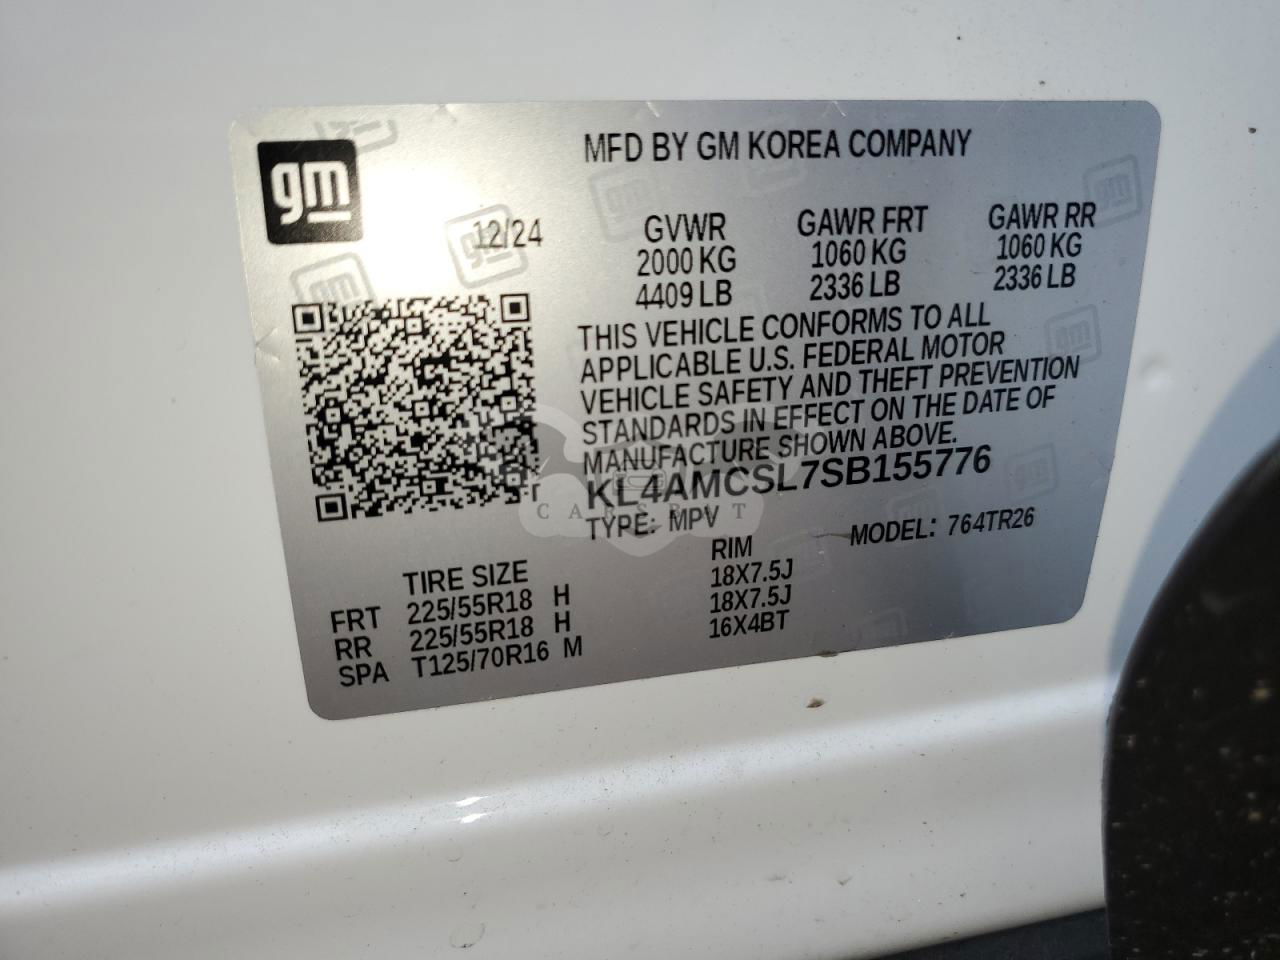 gm
MFD BY GM KOREA COMPANY
12/24
GVWR GAWR FRT GAWR RR
2000 KG 1060 KG 1060 KG
4409 LB 2336 LB 2336 LB
THIS VEHICLE CONFORMS TO ALL
APPLICABLE U.S. FEDERAL MOTOR
VEHICLE SAFETY AND THEFT PREVENTION
STANDARDS IN EFFECT ON THE DATE OF
MANUFACTURE SHOWN ABOVE.
KL4AMCSL7SB155776
CARSBAT
TYPE: MPV MODEL: 764TR26
TIRE SIZE RIM
FRT 225/55R18 H 18X7.5J
RR 225/55R18 H 18X7.5J
SPA T125/70R16 M 16X4BT